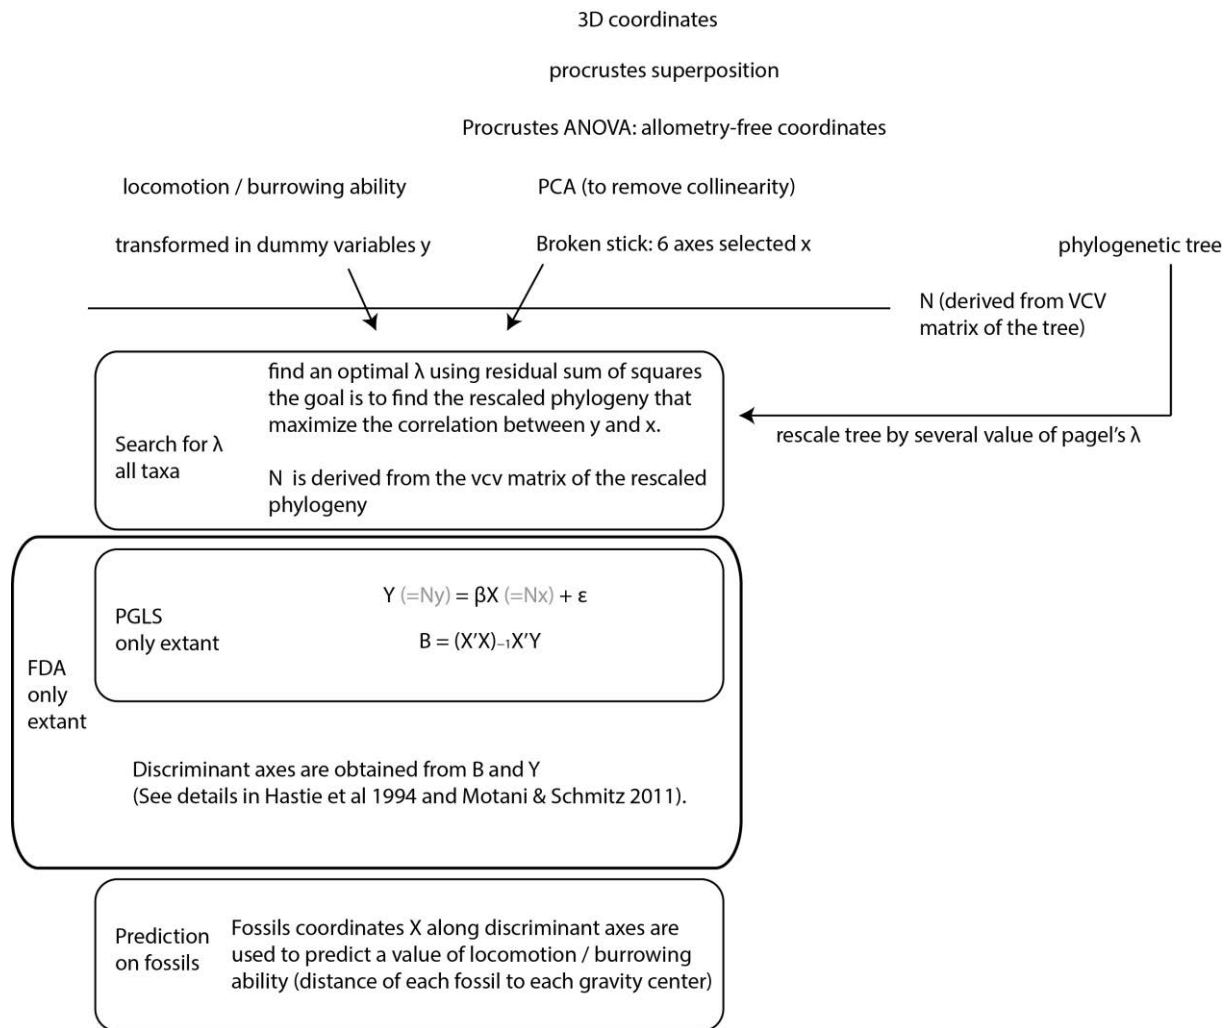 3D coordinates
procrustes superposition
Procrustes ANOVA: allometry-free coordinates
locomotion / burrowing ability
PCA (to remove collinearity)
transformed in dummy variables y
Broken stick: 6 axes selected x
phylogenetic tree
N (derived from VCV
matrix of the tree)
find an optimal λ using residual sum of squares
the goal is to find the rescaled phylogeny that
maximize the correlation between y and x.
Search for λ
all taxa
N is derived from the vcv matrix of the rescaled
phylogeny
rescale tree by several value of pagel's λ
Y (=Ny) = βX (=Nx) + ε
PGLS
only extant
B = (X'X)₋₁X'Y
FDA
only
extant
Discriminant axes are obtained from B and Y
(See details in Hastie et al 1994 and Motani & Schmitz 2011).
Prediction
on fossils
Fossils coordinates X along discriminant axes are
used to predict a value of locomotion / burrowing
ability (distance of each fossil to each gravity center)